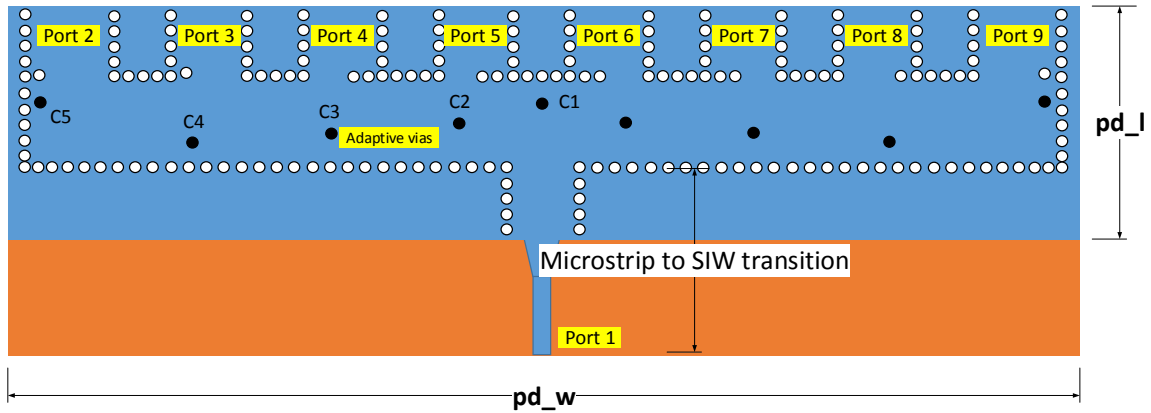 Port 2
Port 3
Port 4
Port 5
Port 6
Port 7
Port 8
Port 9
C5
C4
C3
C2
C1
Adaptive vias
pd_l
Microstrip to SIW transition
Port 1
pd_w